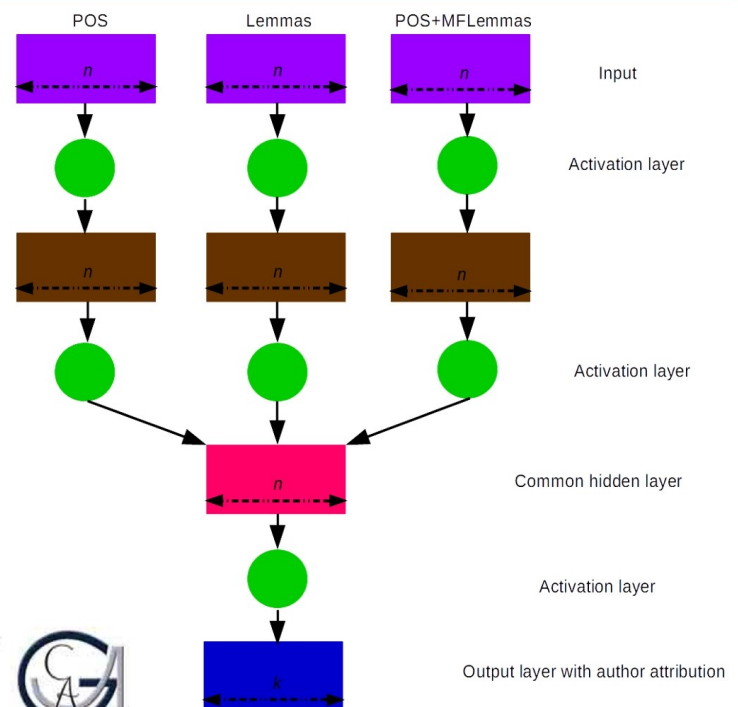 POS Lemmas POS+MFLemmas
n n n Input
Activation layer
n n n
Activation layer
n Common hidden layer
Activation layer
Output layer with author attribution
k
C
A
G